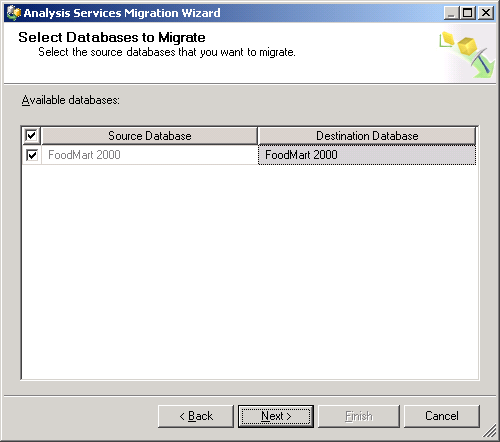 Analysis Services Migration Wizard
Select Databases to Migrate
Select the source databases that you want to migrate.
Available databases:
Source Database Destination Database
FoodMart 2000 FoodMart 2000
< Back Next > Finish Cancel